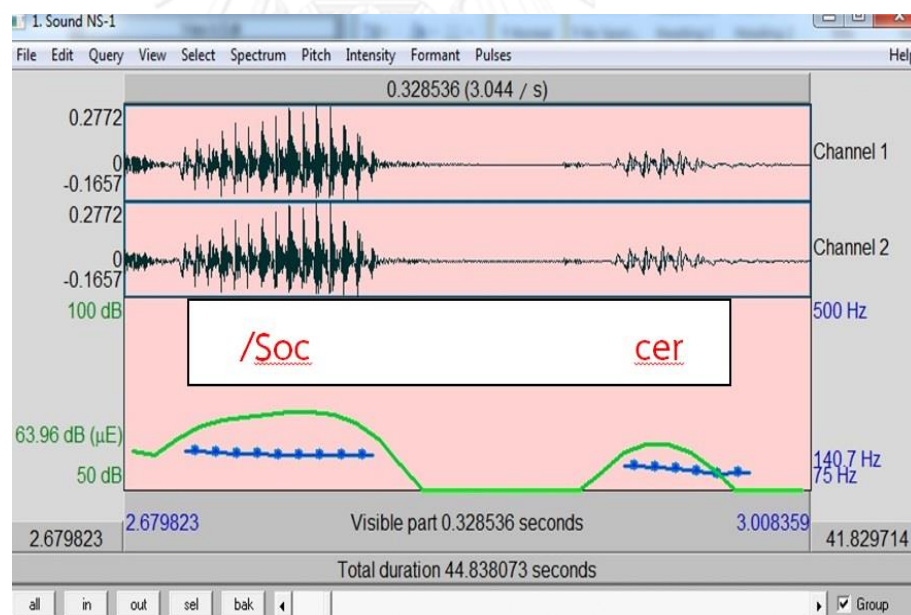 1. Sound NS-1
File Edit Query View Select Spectrum Pitch Intensity Formant Pulses Help
0.328536 (3.044 / s)
0.2772
0
-0.1657
Channel 1
0.2772
0
-0.1657
Channel 2
100 dB
500 Hz
/Soc cer
63.96 dB (µE)
50 dB
140.7 Hz
75 Hz
2.679823 2.679823 Visible part 0.328536 seconds 3.008359 41.829714
Total duration 44.838073 seconds
all in out sel bak Group